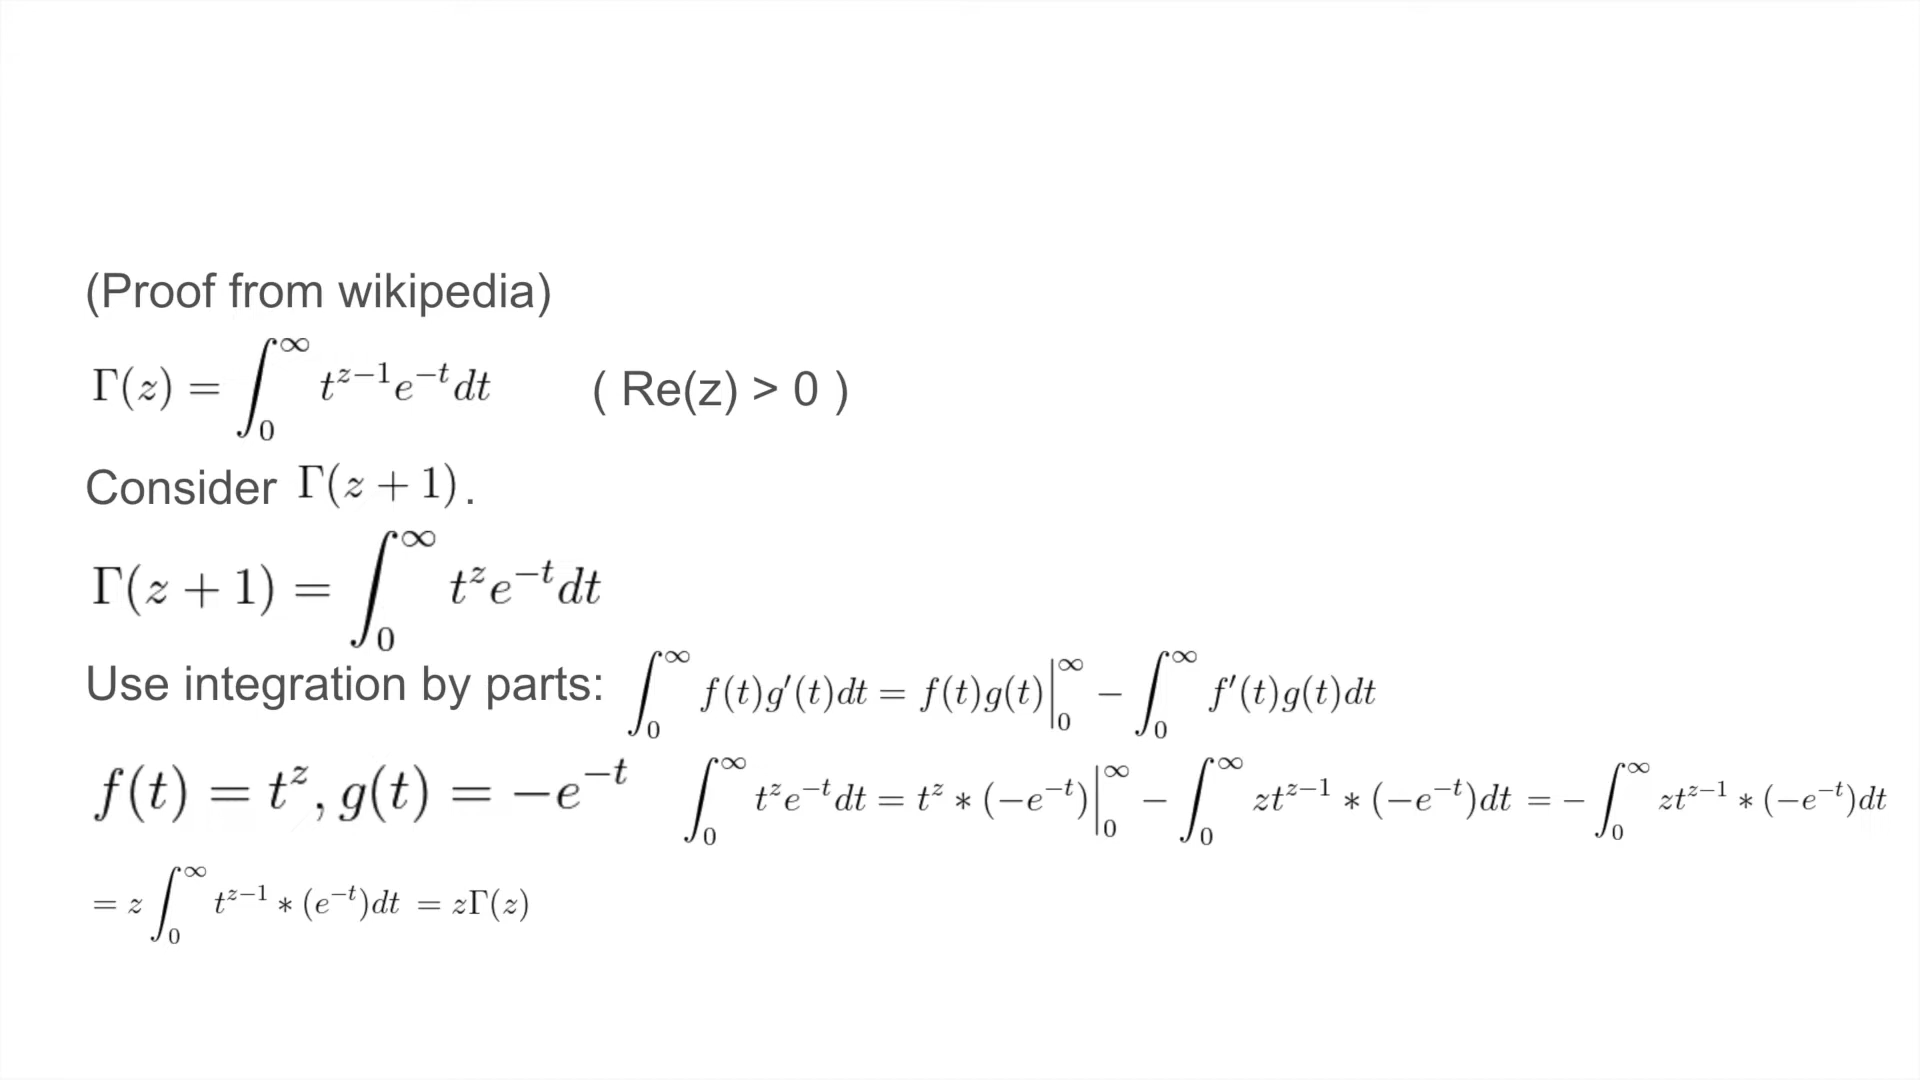 (Proof from wikipedia)
Γ(z) = ∫₀^∞ t^{z−1}e^{−t}dt ( Re(z) > 0 )
Consider Γ(z + 1).
Γ(z + 1) = ∫₀^∞ t^z e^{−t}dt
Use integration by parts: ∫₀^∞ f(t)g′(t)dt = f(t)g(t)|₀^∞ − ∫₀^∞ f′(t)g(t)dt
f(t) = t^z, g(t) = −e^{−t} ∫₀^∞ t^z e^{−t}dt = t^z ∗ (−e^{−t})|₀^∞ − ∫₀^∞ zt^{z−1} ∗ (−e^{−t})dt = − ∫₀^∞ zt^{z−1} ∗ (−e^{−t})dt
= z ∫₀^∞ t^{z−1} ∗ (e^{−t})dt = zΓ(z)